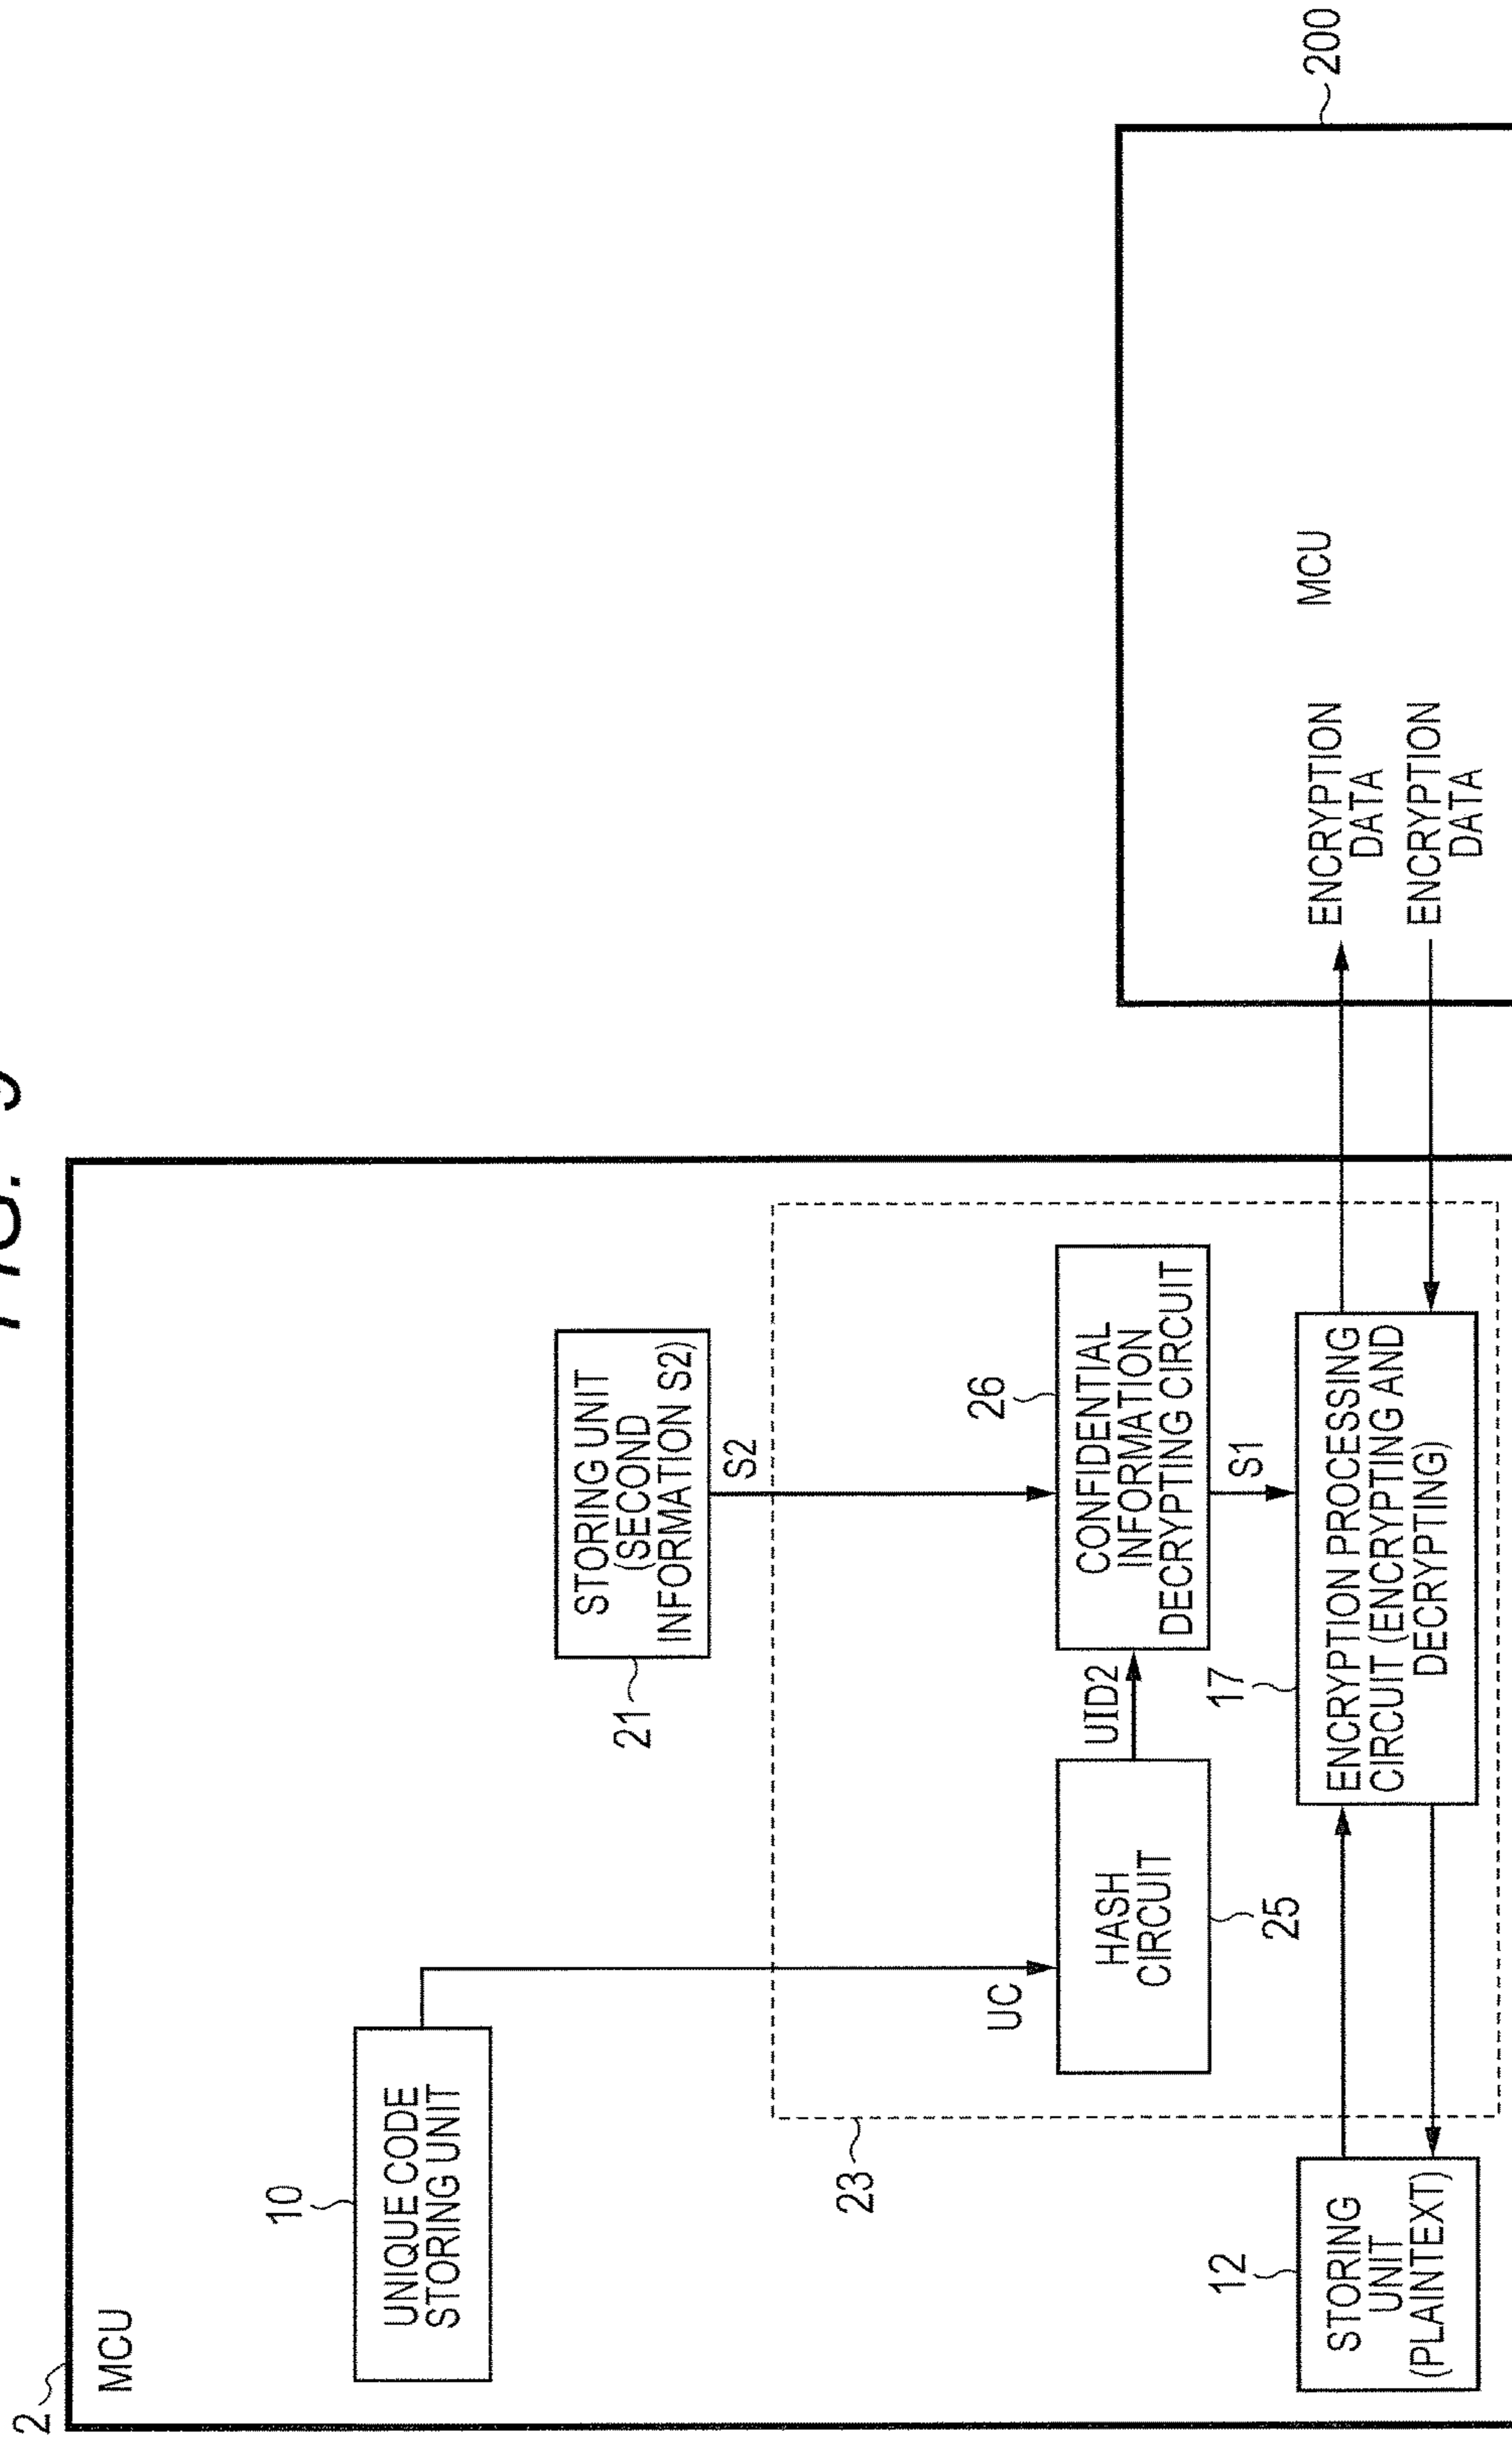 2
MCU
10
UNIQUE CODE
STORING UNIT
21
STORING UNIT
(SECOND
INFORMATION S2)
S2
23
UC
HASH
CIRCUIT
25
UID2
26
CONFIDENTIAL
INFORMATION
DECRYPTING CIRCUIT
S1
12
STORING
UNIT
(PLAINTEXT)
17
ENCRYPTION PROCESSING
CIRCUIT (ENCRYPTING AND
DECRYPTING)
200
MCU
ENCRYPTION
DATA
ENCRYPTION
DATA